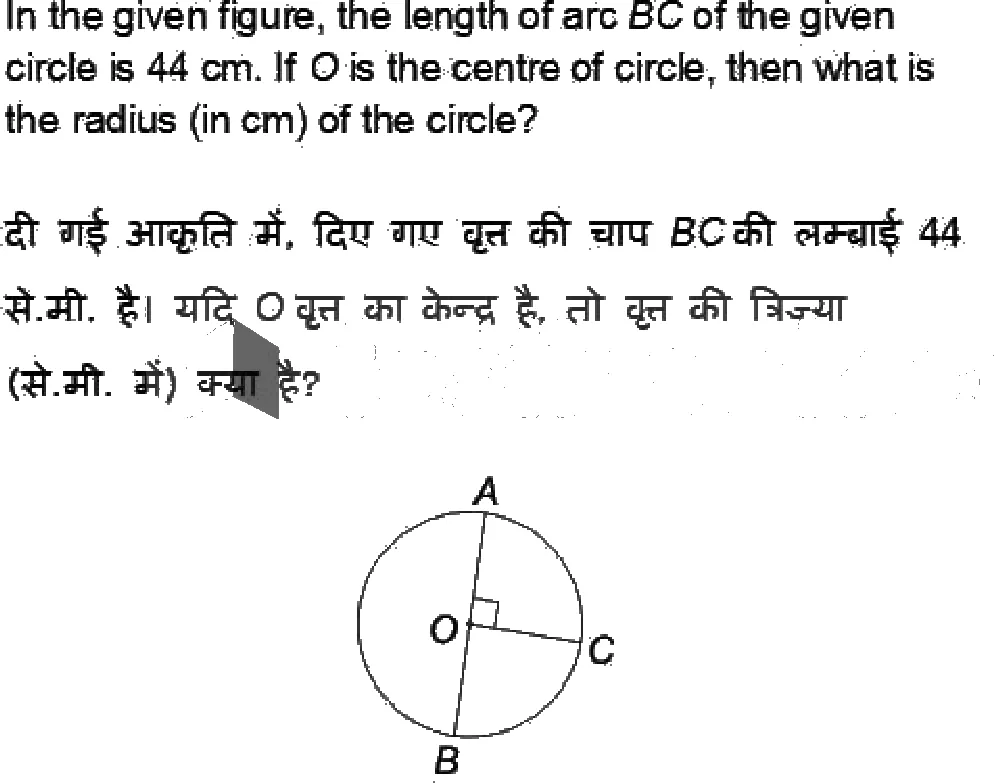 In the given figure, the length of arc BC of the given
circle is 44 cm. If O is the centre of circle, then what is
the radius (in cm) of the circle?
दी गई आकृति में, दिए गए वृत्त की चाप BC की लम्बाई 44
से.मी. है। यदि O वृत्त का केन्द्र है, तो वृत्त की त्रिज्या
(से.मी. में) क्या है?
A
O
C
B